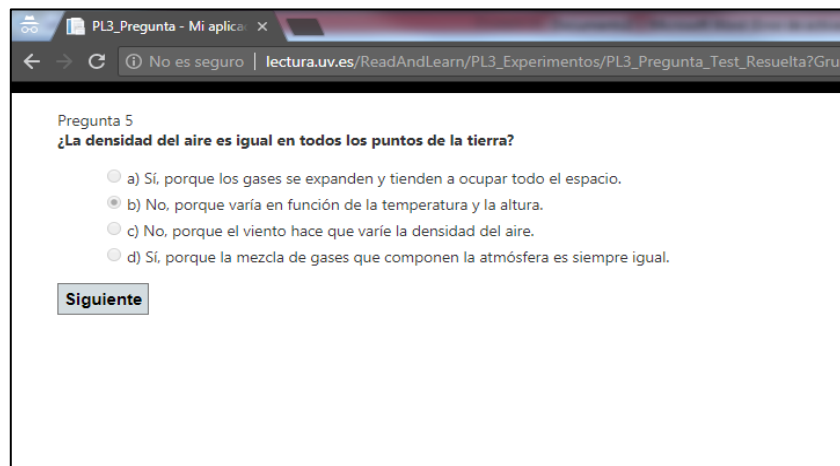 PL3_Pregunta - Mi aplica
No es seguro | lectura.uv.es/ReadAndLearn/PL3_Experimentos/PL3_Pregunta_Test_Resuelta?Gru
Pregunta 5
¿La densidad del aire es igual en todos los puntos de la tierra?
a) Sí, porque los gases se expanden y tienden a ocupar todo el espacio.
b) No, porque varía en función de la temperatura y la altura.
c) No, porque el viento hace que varíe la densidad del aire.
d) Sí, porque la mezcla de gases que componen la atmósfera es siempre igual.
Siguiente